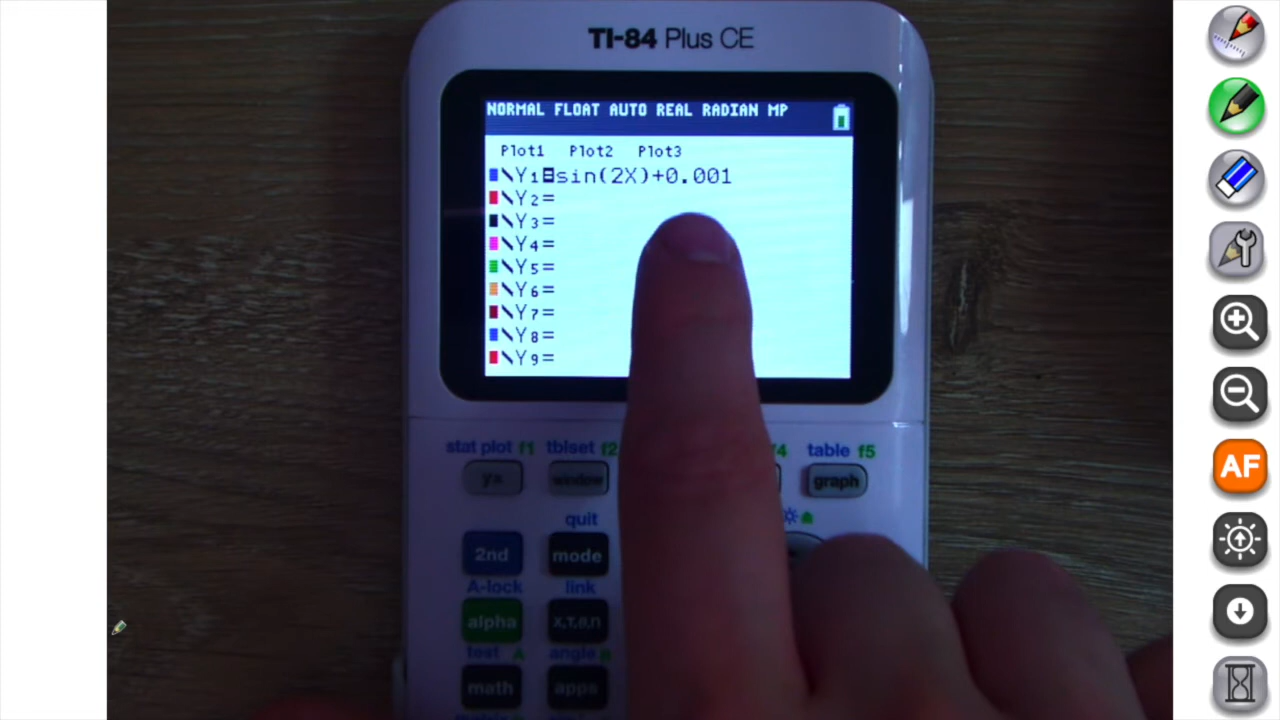 TI-84 Plus CE
NORMAL FLOAT AUTO REAL RADIAN MP
Plot1 Plot2 Plot3
\Y1=sin(2X)+0.001
\Y2=
\Y3=
\Y4=
\Y5=
\Y6=
\Y7=
\Y8=
\Y9=
stat plot f1 tblset f2 f4 table f5
y= window graph
quit
2nd mode
A-lock link
alpha X,T,θ,n
test A angle B
math apps
AF